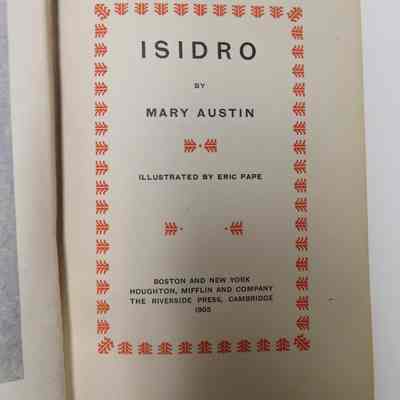 ISIDRO
BY
MARY AUSTIN
ILLUSTRATED BY ERIC PAPE
BOSTON AND NEW YORK
HOUGHTON, MIFFLIN AND COMPANY
THE RIVERSIDE PRESS, CAMBRIDGE
1905